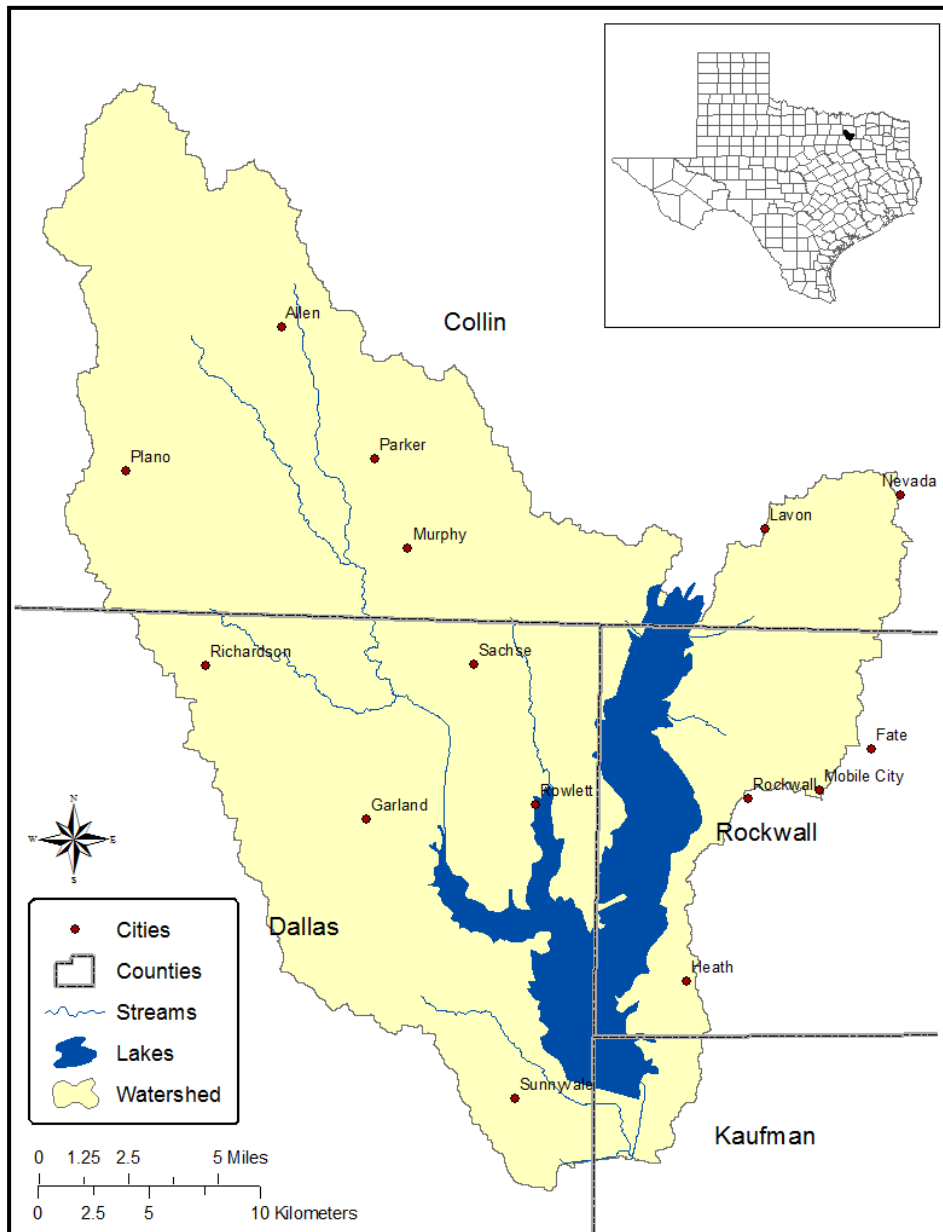 Allen
Collin
Parker
Plano
Nevada
Lavon
Murphy
Richardson
Sachse
Fate
Mobile City
Rockwall
Rowlett
Garland
Rockwall
N
W
E
S
Dallas
Cities
Counties
Heath
Streams
Lakes
Sunnyvale
Watershed
Kaufman
0 1.25 2.5 5 Miles
0 2.5 5 10 Kilometers